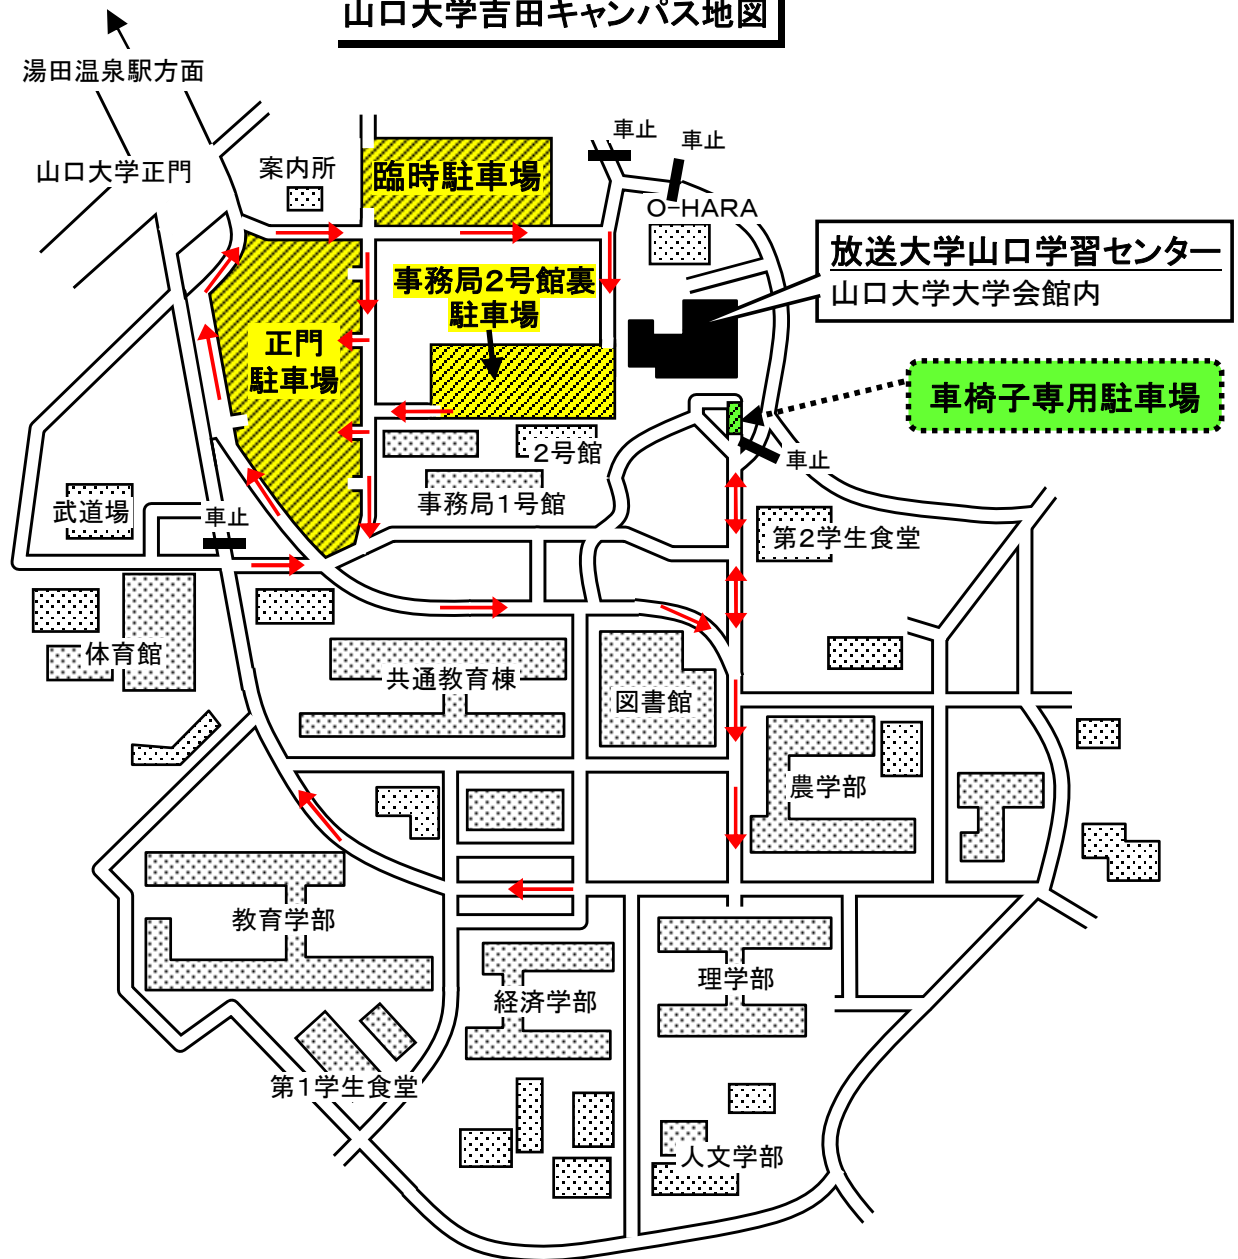 山口大学吉田キャンパス地図
湯田温泉駅方面
山口大学正門
案内所
臨時駐車場
車止
車止
O-HARA
放送大学山口学習センター
山口大学大学会館内
事務局2号館裏
駐車場
正門
駐車場
車椅子専用駐車場
2号館
車止
事務局1号館
武道場
車止
第2学生食堂
体育館
共通教育棟
図書館
農学部
教育学部
理学部
経済学部
第1学生食堂
人文学部